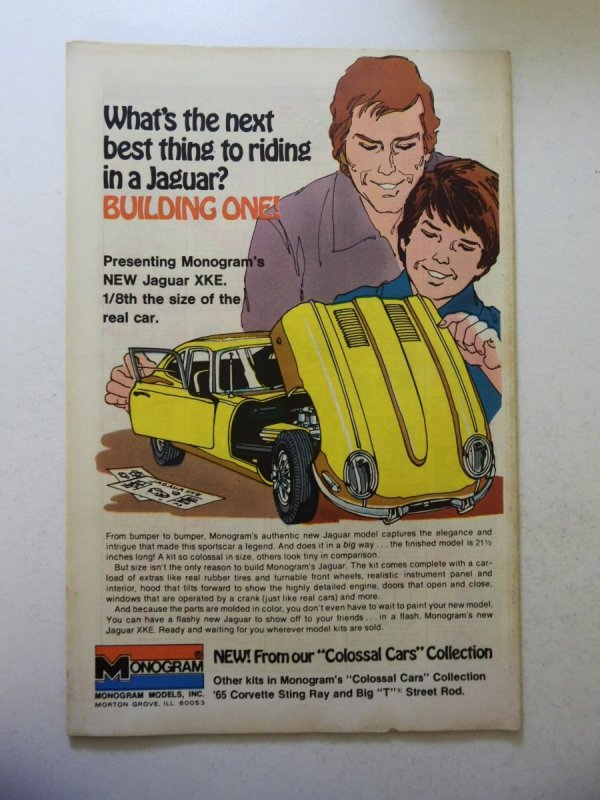 What's the next
best thing to riding
in a Jaguar?
BUILDING ONE!
Presenting Monogram's
NEW Jaguar XKE.
1/8th the size of the
real car.
From bumper to bumper, Monogram's authentic new Jaguar model captures the elegance and
intrigue that made this sportscar a legend. And does it in a big way . . . the finished model is 21½
inches long! A kit so colossal in size, others look tiny in comparison.
But size isn't the only reason to build Monogram's Jaguar. The kit comes complete with a car-
load of extras like real rubber tires and turnable front wheels, realistic instrument panel and
interior, hood that tilts forward to show the highly detailed engine, doors that open and close,
windows that are operated by a crank (just like real cars) and more.
And because the parts are molded in color, you don't even have to wait to paint your new model.
You can have a flashy new Jaguar to show off to your friends . . . in a flash. Monogram's new
Jaguar XKE. Ready and waiting for you wherever model kits are sold.
MONOGRAM®
MONOGRAM MODELS, INC.
MORTON GROVE, ILL. 60053
NEW! From our "Colossal Cars" Collection
Other kits in Monogram's "Colossal Cars" Collection
'65 Corvette Sting Ray and Big "T"® Street Rod.